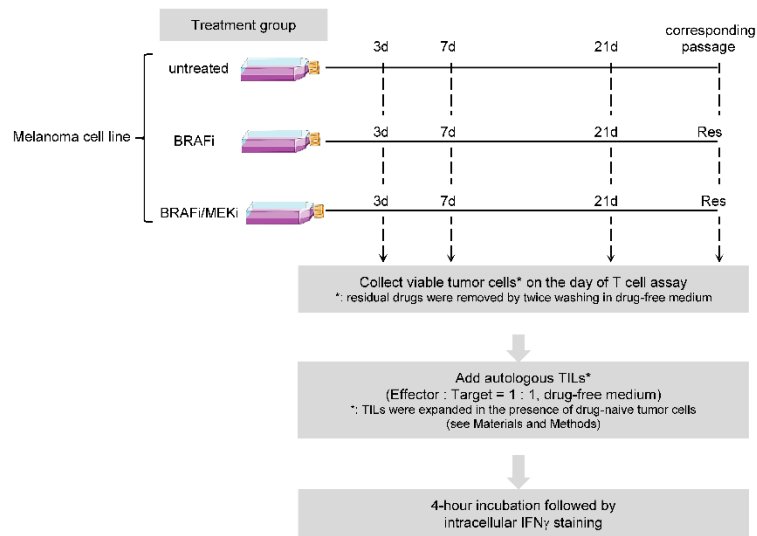 Treatment group
3d 7d 21d corresponding passage
untreated
Melanoma cell line
BRAFi
3d 7d 21d Res
BRAFi/MEKi
3d 7d 21d Res
Collect viable tumor cells* on the day of T cell assay
*: residual drugs were removed by twice washing in drug-free medium
Add autologous TILs*
(Effector : Target = 1 : 1, drug-free medium)
*: TILs were expanded in the presence of drug-naive tumor cells
(see Materials and Methods)
4-hour incubation followed by
intracellular IFNγ staining